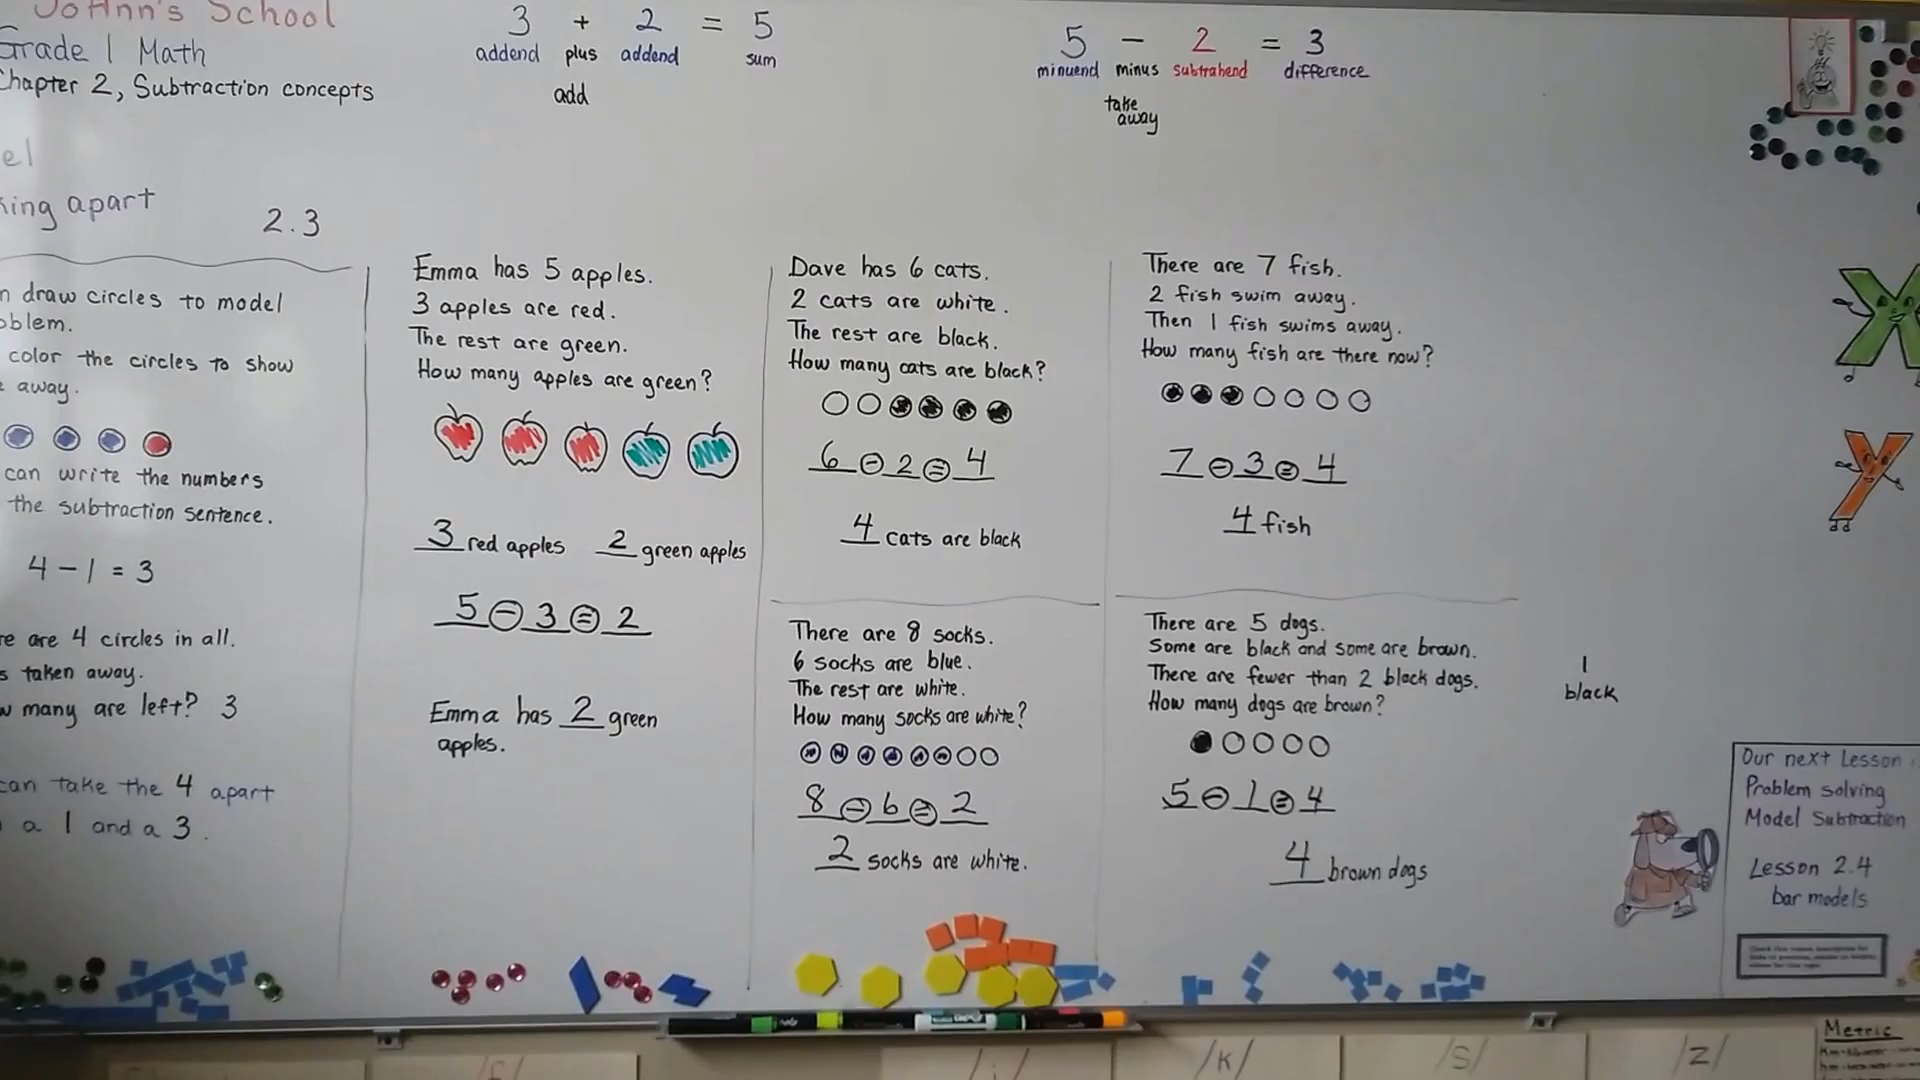 JoAnn's School
Grade 1 Math
Chapter 2, Subtraction concepts
3 + 2 = 5
addend plus addend sum
add
5 - 2 = 3
minuend minus subtrahend difference
take
away
el
king apart
2.3
n draw circles to model
oblem.
color the circles to show
e away.
can write the numbers
the subtraction sentence.
4 - 1 = 3
re are 4 circles in all.
s taken away.
w many are left? 3
can take the 4 apart
a 1 and a 3.
Emma has 5 apples.
3 apples are red.
The rest are green.
How many apples are green?
3 red apples 2 green apples
5 - 3 = 2
Emma has 2 green
apples.
Dave has 6 cats.
2 cats are white.
The rest are black.
How many cats are black?
6 - 2 = 4
4 cats are black
There are 8 socks.
6 socks are blue.
The rest are white.
How many socks are white?
8 - 6 = 2
2 socks are white.
There are 7 fish.
2 fish swim away.
Then 1 fish swims away.
How many fish are there now?
7 - 3 = 4
4 fish
There are 5 dogs.
Some are black and some are brown.
There are fewer than 2 black dogs.
How many dogs are brown?
5 - 1 = 4
4 brown dogs
1
black
X
Y
Our next Lesson
Problem solving
Model Subtraction
Lesson 2.4
bar models
/k/
/s/
/z/
Metric